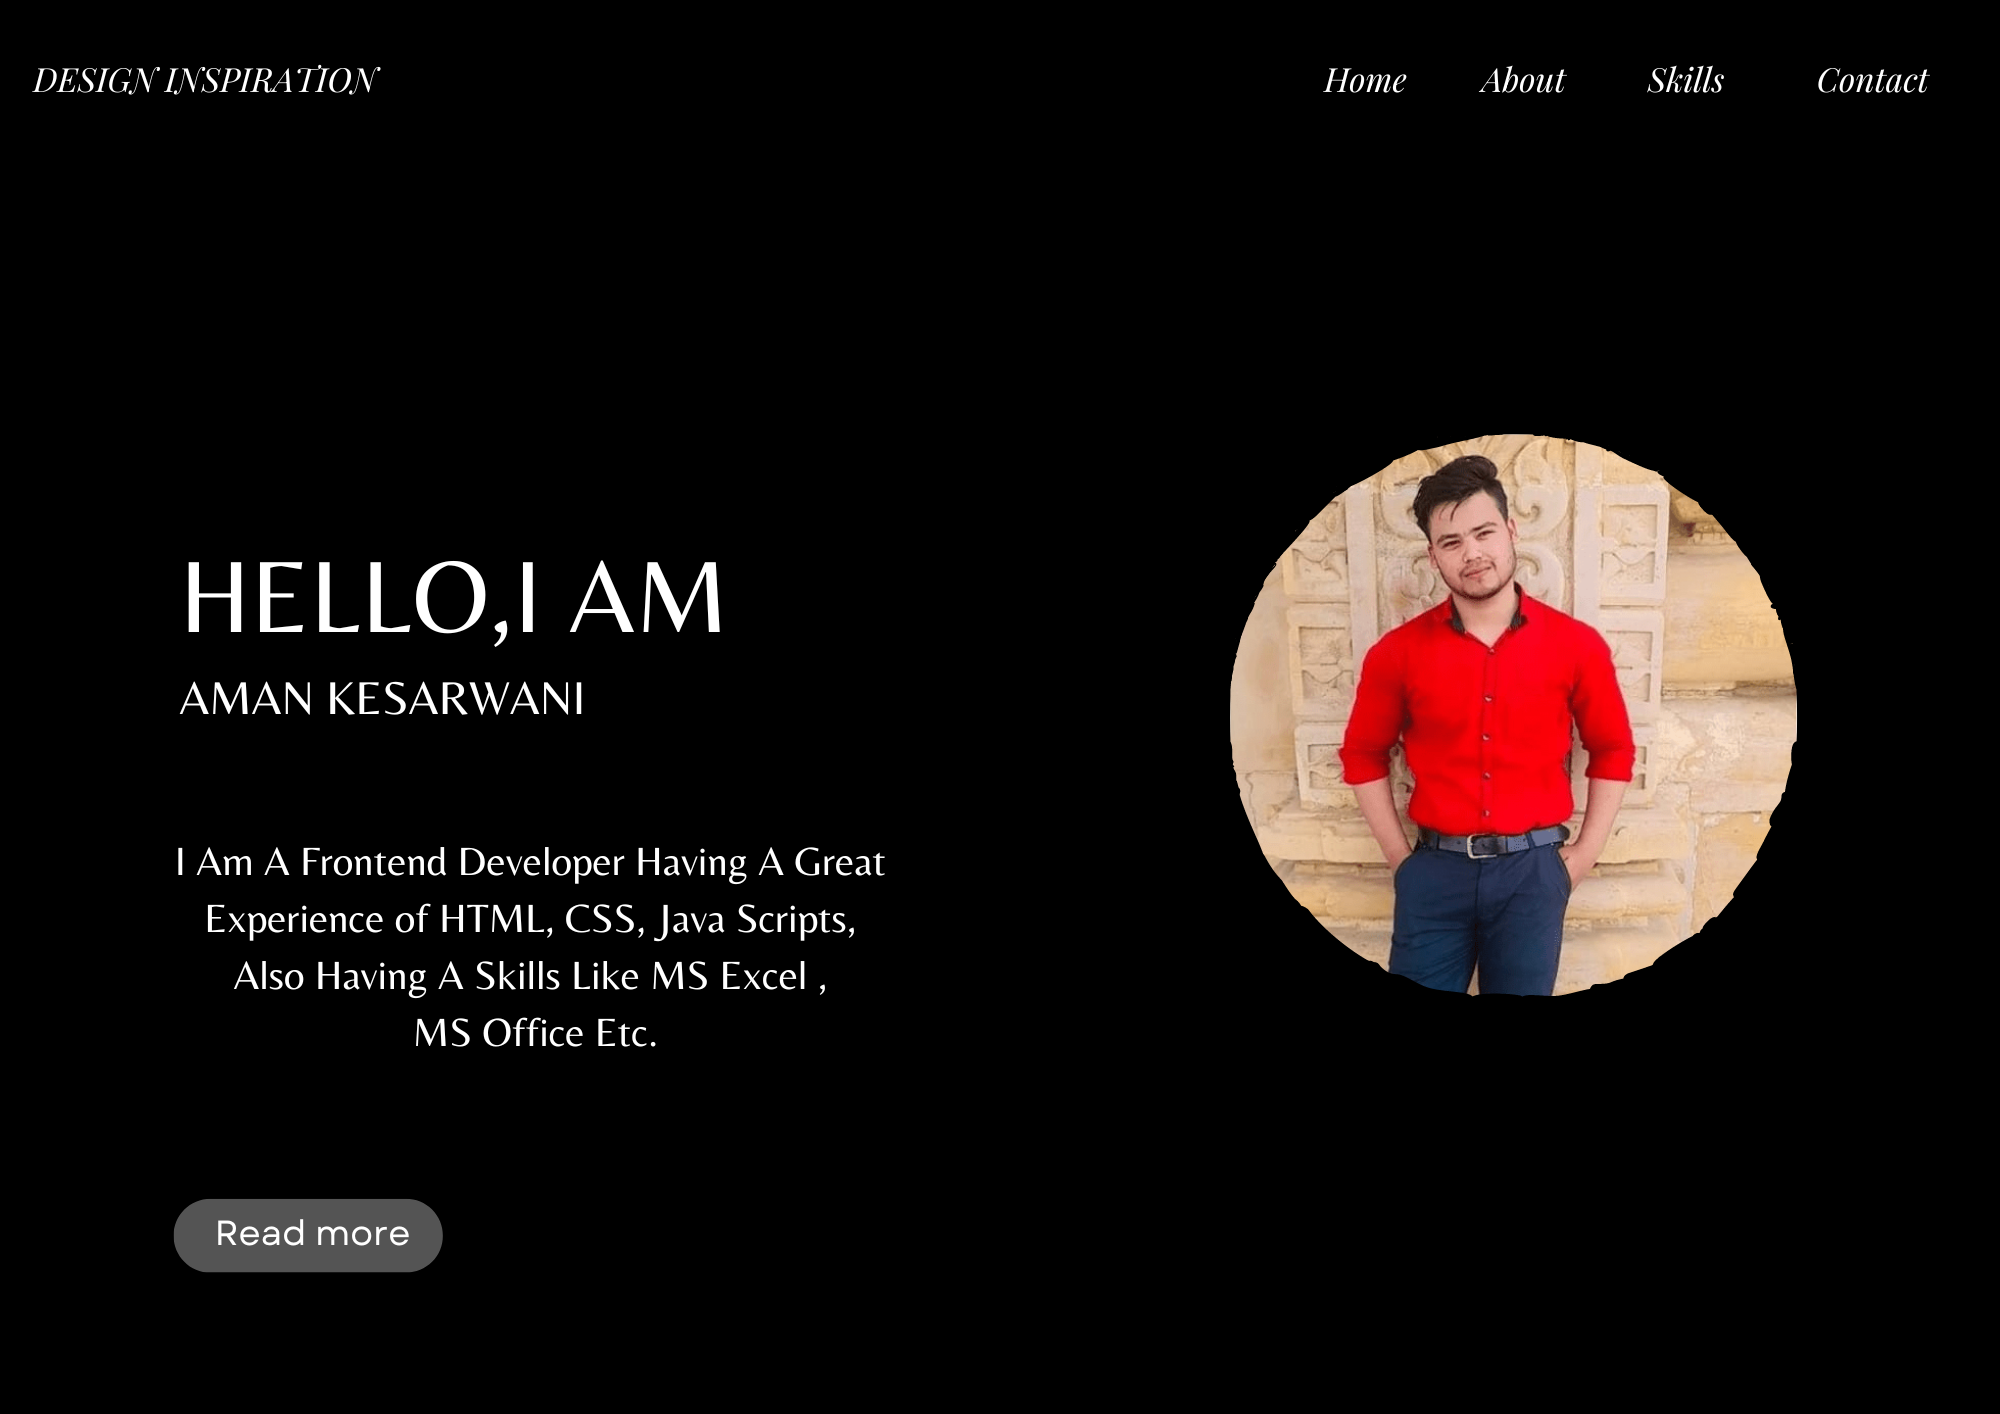 DESIGN INSPIRATION
Home About Skills Contact
HELLO,I AM
AMAN KESARWANI
I Am A Frontend Developer Having A Great
Experience of HTML, CSS, Java Scripts,
Also Having A Skills Like MS Excel ,
MS Office Etc.
Read more